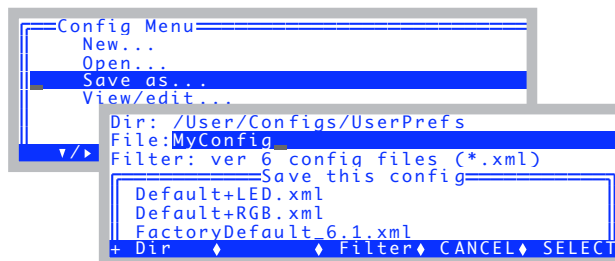 Config Menu
New...
Open...
Save as...
View/edit...
▼/▶
Dir: /User/Configs/UserPrefs
File:MyConfig_
Filter: ver 6 config files (*.xml)
Save this config
Default+LED.xml
Default+RGB.xml
FactoryDefault_6.1.xml
+ Dir ♦ ♦ Filter♦ CANCEL♦ SELECT